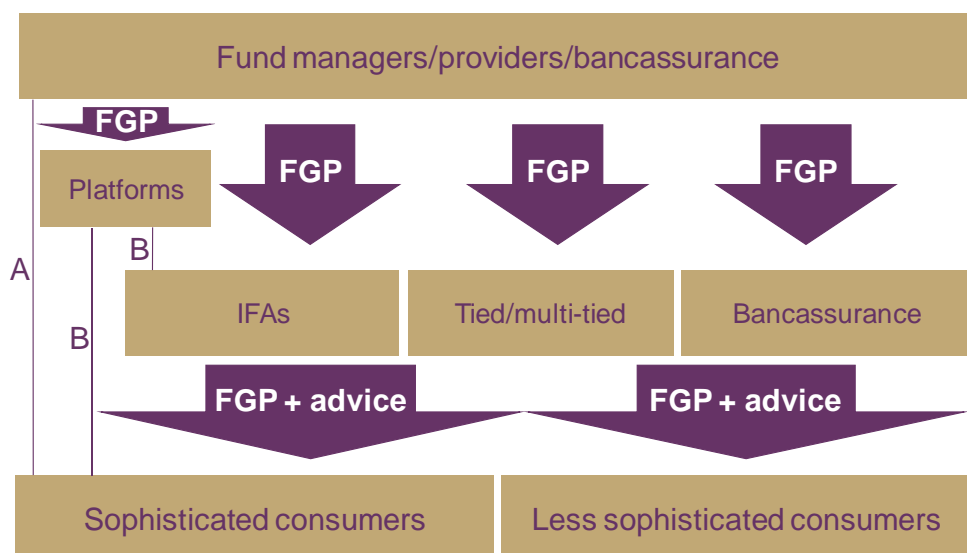 Fund managers/providers/bancassurance
FGP
Platforms
FGP
FGP
FGP
B
A
IFAs
Tied/multi-tied
Bancassurance
B
FGP + advice
FGP + advice
Sophisticated consumers
Less sophisticated consumers